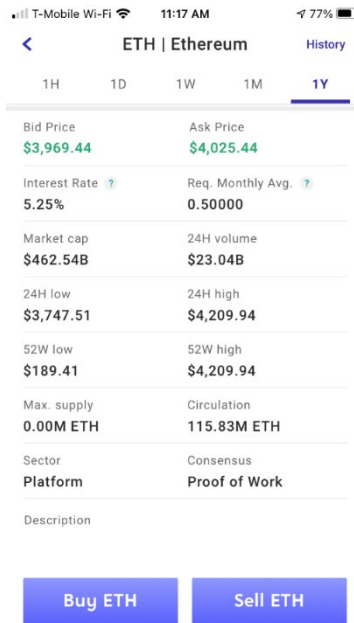 T-Mobile Wi-Fi 11:17 AM 77%
ETH | Ethereum History
1H 1D 1W 1M 1Y
Bid Price Ask Price
$3,969.44 $4,025.44
Interest Rate ? Req. Monthly Avg. ?
5.25% 0.50000
Market cap 24H volume
$462.54B $23.04B
24H low 24H high
$3,747.51 $4,209.94
52W low 52W high
$189.41 $4,209.94
Max. supply Circulation
0.00M ETH 115.83M ETH
Sector Consensus
Platform Proof of Work
Description
Buy ETH Sell ETH